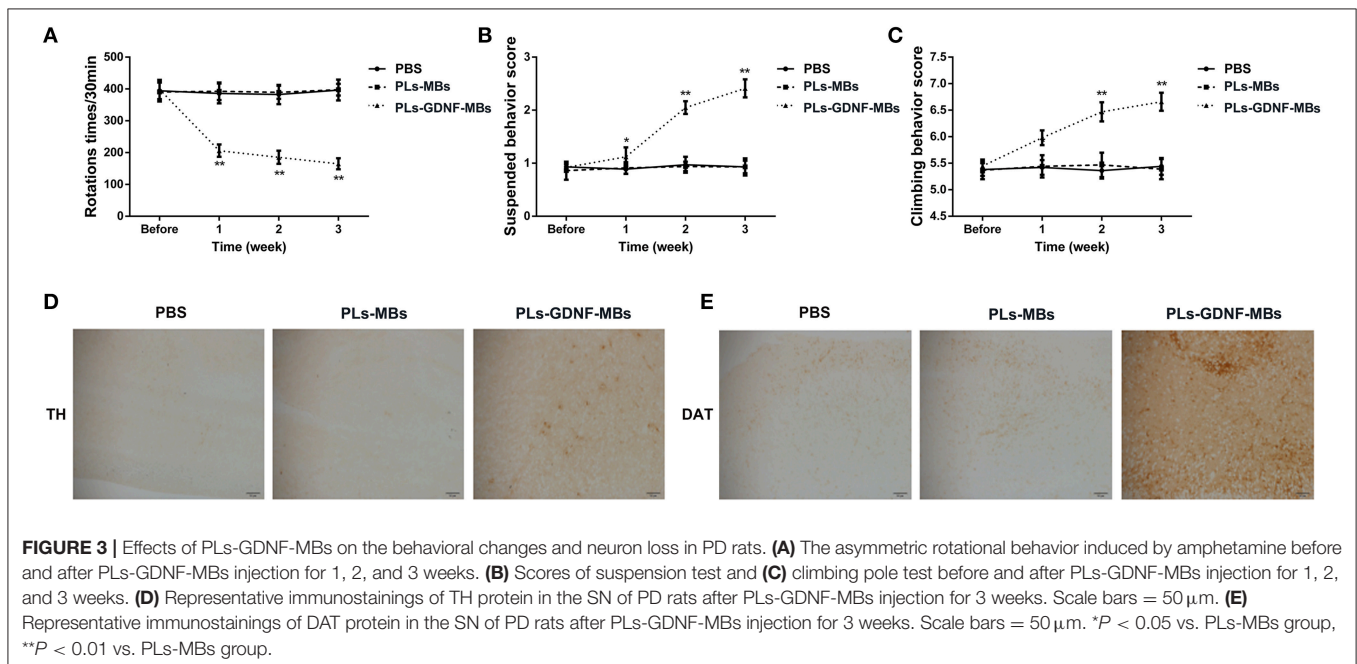 A
Rotations times/30min
500
400
300
200
100
0
Before 1 2 3
Time (week)
PBS
PLs-MBs
PLs-GDNF-MBs
**
**
**
B
Suspended behavior score
3
2
1
0
Before 1 2 3
Time (week)
PBS
PLs-MBs
PLs-GDNF-MBs
*
**
**
C
Climbing behavior score
7.5
7.0
6.5
6.0
5.5
5.0
4.5
Before 1 2 3
Time (week)
PBS
PLs-MBs
PLs-GDNF-MBs
**
**
D
PBS PLs-MBs PLs-GDNF-MBs
TH
E
PBS PLs-MBs PLs-GDNF-MBs
DAT
FIGURE 3 | Effects of PLs-GDNF-MBs on the behavioral changes and neuron loss in PD rats. (A) The asymmetric rotational behavior induced by amphetamine before
and after PLs-GDNF-MBs injection for 1, 2, and 3 weeks. (B) Scores of suspension test and (C) climbing pole test before and after PLs-GDNF-MBs injection for 1, 2,
and 3 weeks. (D) Representative immunostainings of TH protein in the SN of PD rats after PLs-GDNF-MBs injection for 3 weeks. Scale bars = 50 μm. (E)
Representative immunostainings of DAT protein in the SN of PD rats after PLs-GDNF-MBs injection for 3 weeks. Scale bars = 50 μm. *P < 0.05 vs. PLs-MBs group,
**P < 0.01 vs. PLs-MBs group.